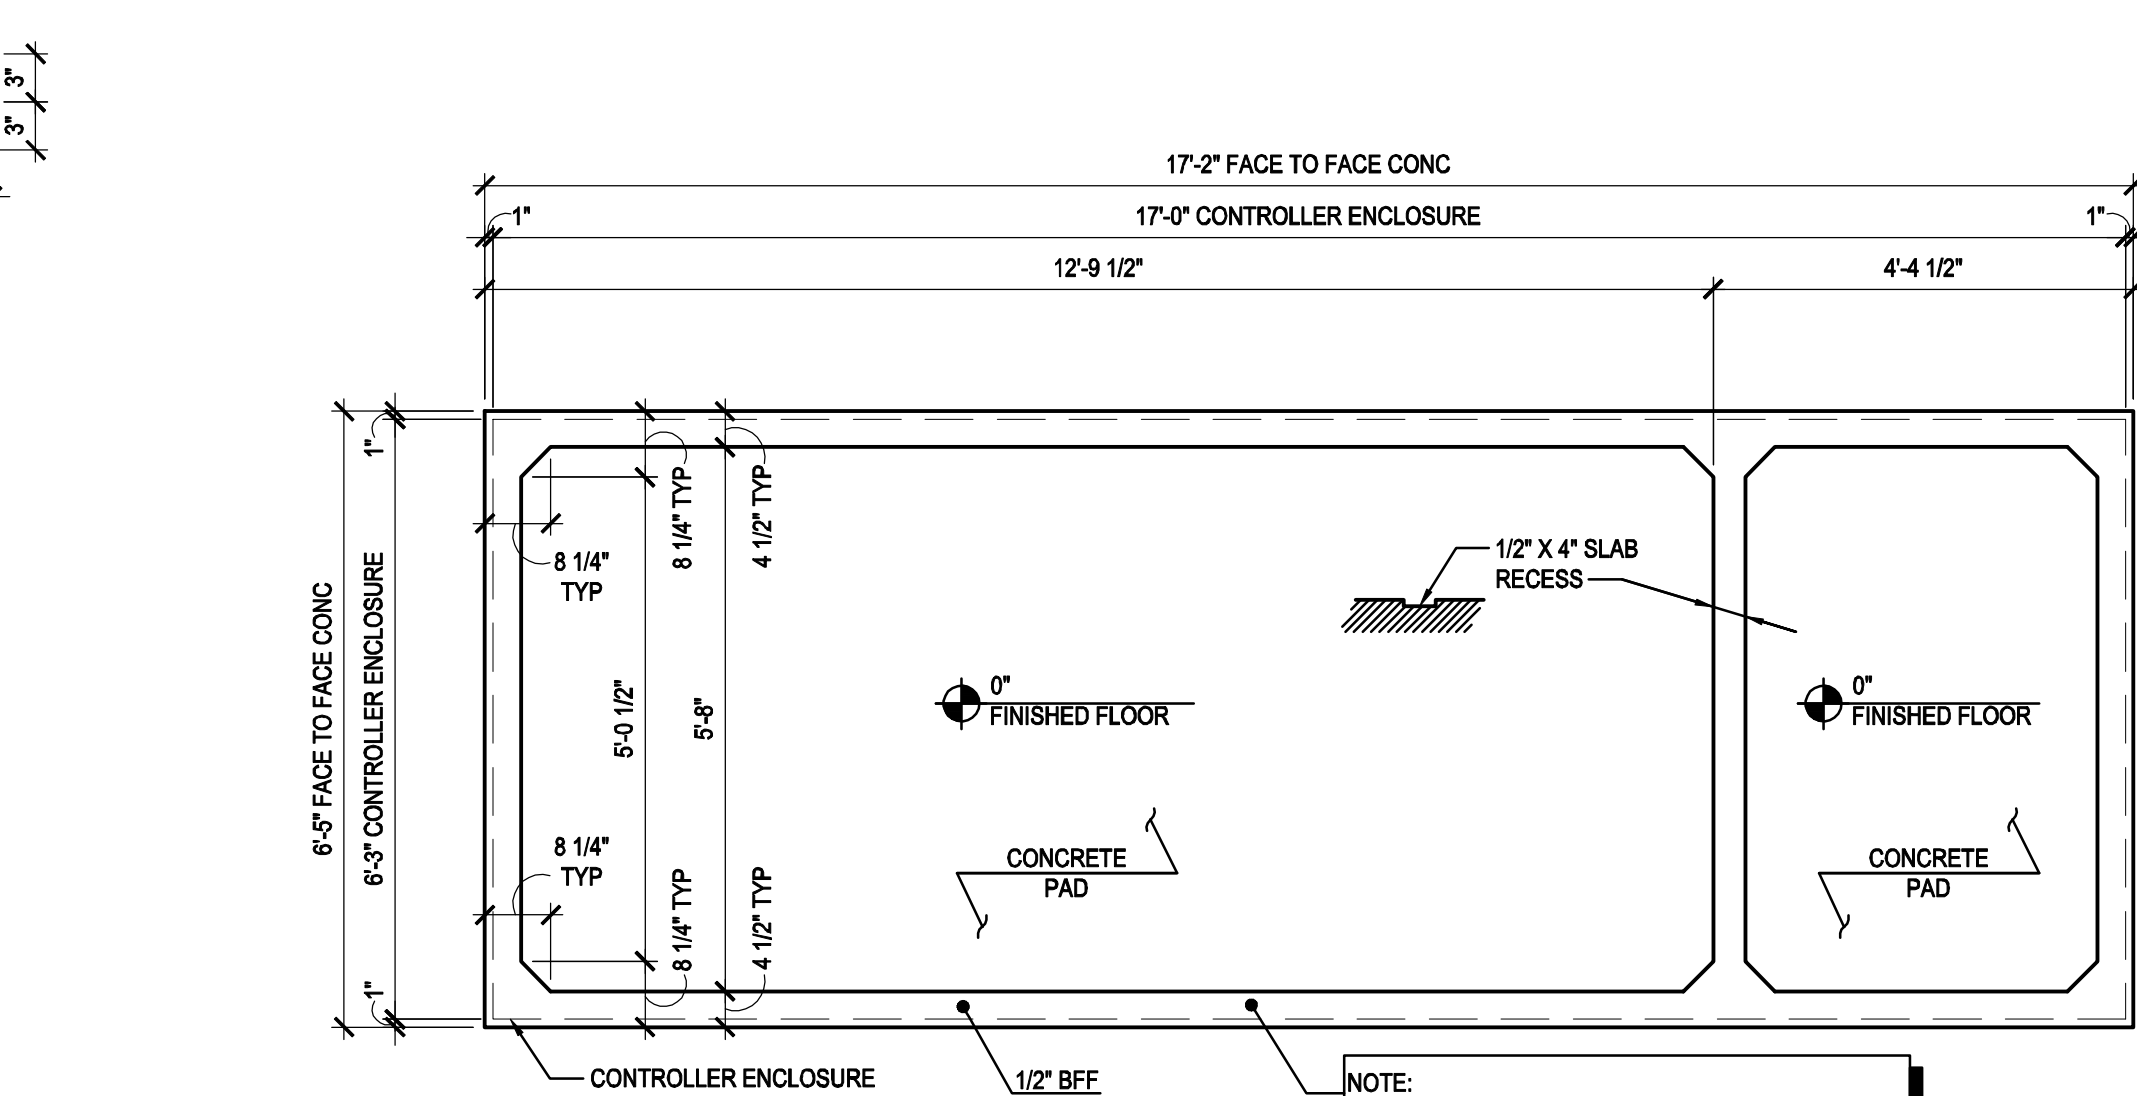 3"
3"
17'-2" FACE TO FACE CONC
1"
17'-0" CONTROLLER ENCLOSURE
1"
12'-9 1/2"
4'-4 1/2"
6'-5" FACE TO FACE CONC
1"
6'-3" CONTROLLER ENCLOSURE
1"
8 1/4" TYP
4 1/2" TYP
8 1/4"
TYP
1/2" X 4" SLAB
RECESS
5'-0 1/2"
5'-8"
0"
FINISHED FLOOR
0"
FINISHED FLOOR
8 1/4"
TYP
8 1/4" TYP
4 1/2" TYP
CONCRETE
PAD
CONCRETE
PAD
CONTROLLER ENCLOSURE
1/2" BFF
NOTE: